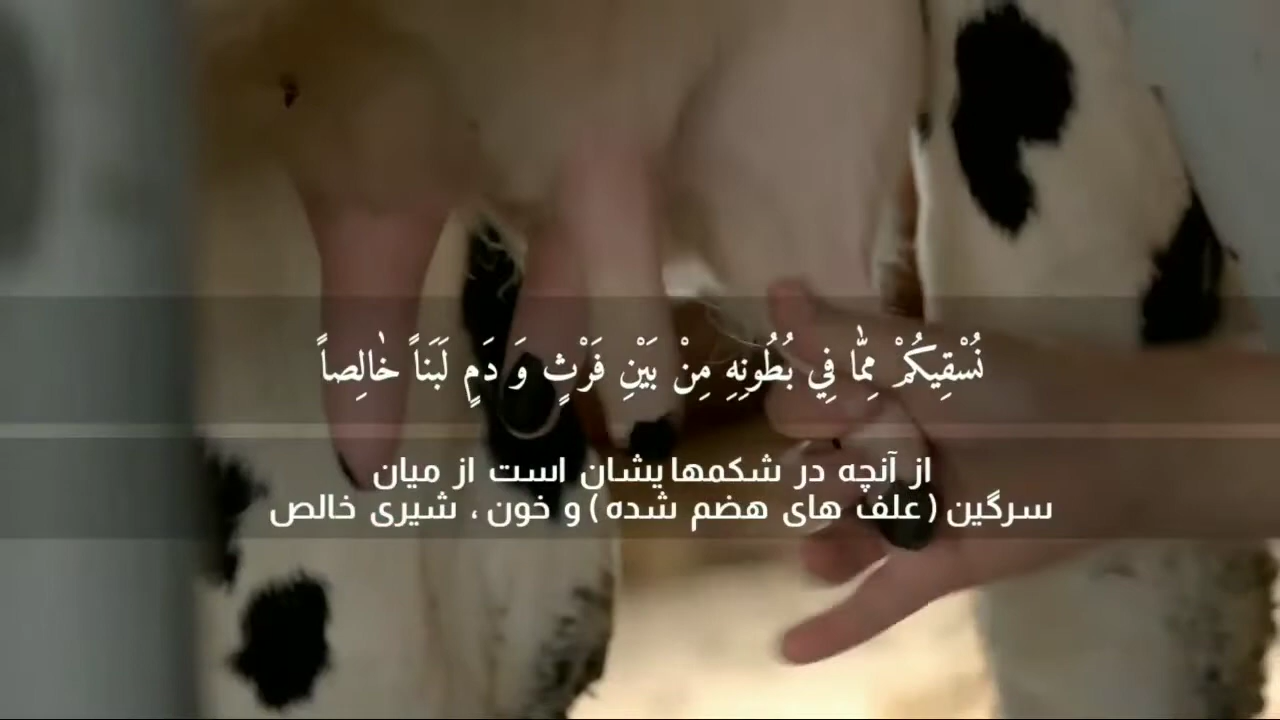 نُسْقِيكُمْ مِمّٰا فِي بُطُونِهِ مِنْ بَيْنِ فَرْثٍ وَ دَمٍ لَبَناً خٰالِصاً
از آنچه در شکمهایشان است از میان
سرگین (علف های هضم شده) و خون ، شیری خالص